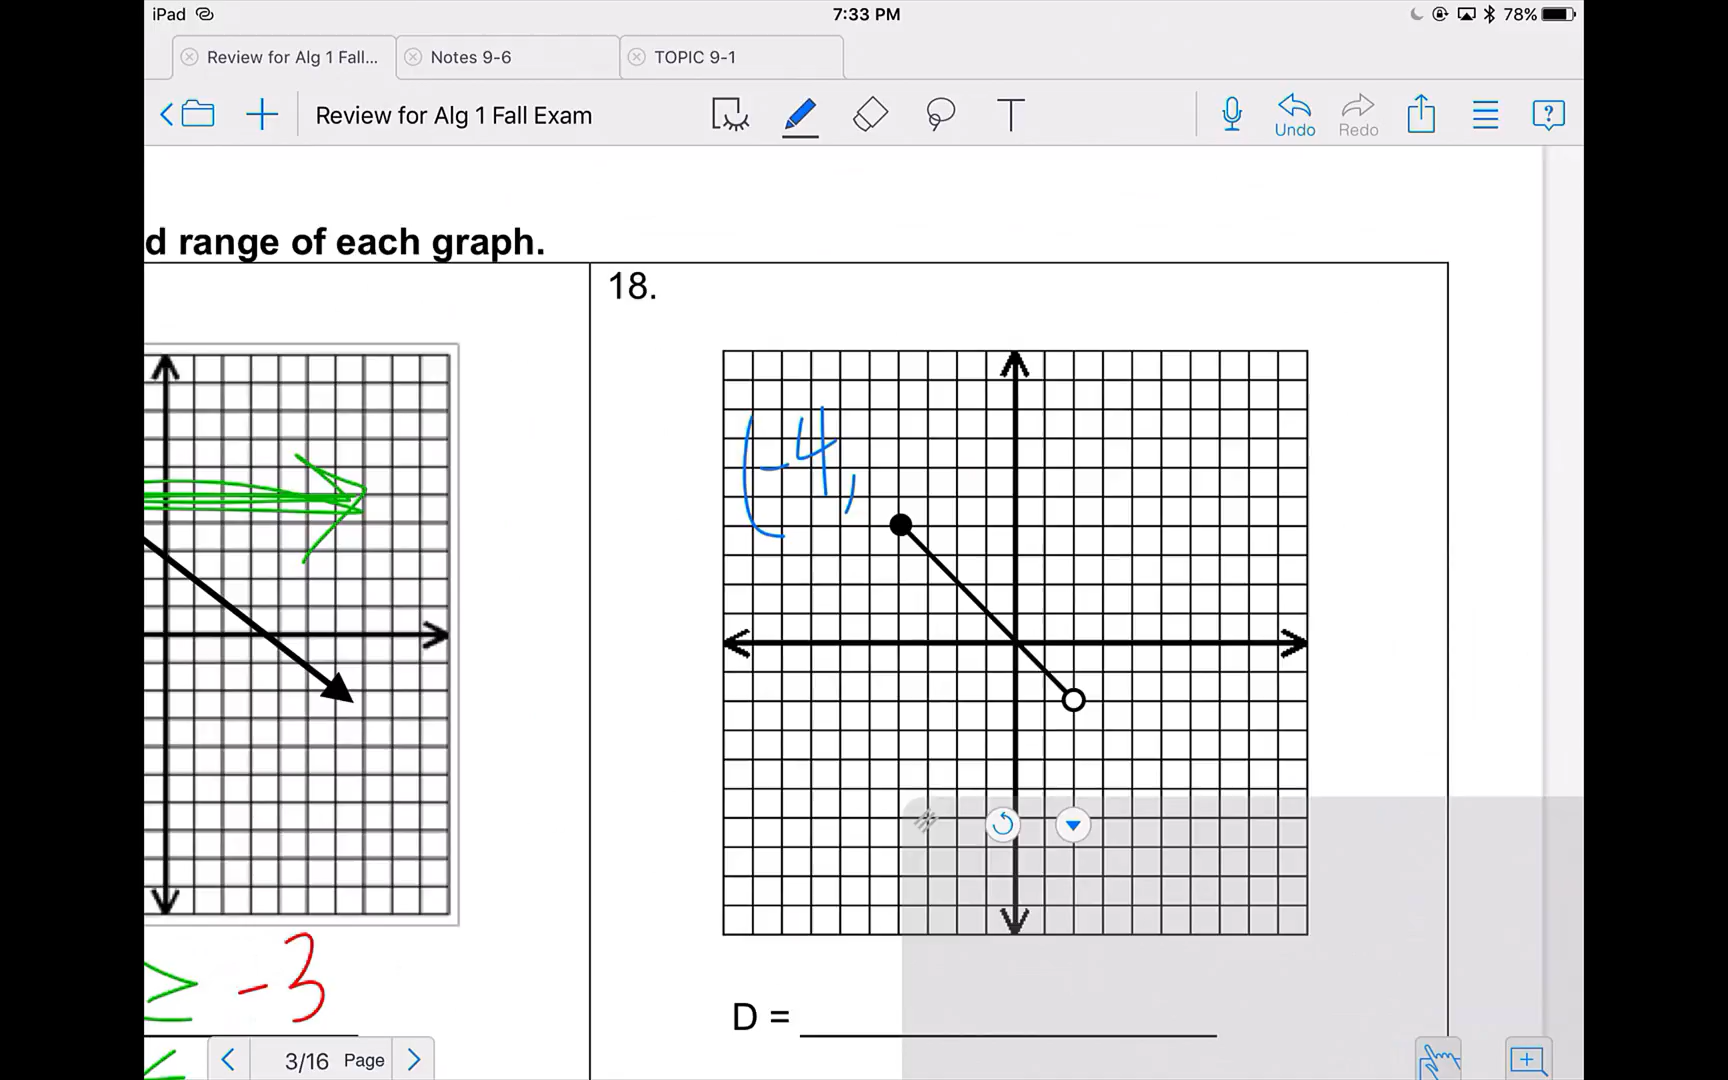 iPad 7:33 PM 78%
Review for Alg 1 Fall... Notes 9-6 TOPIC 9-1
Review for Alg 1 Fall Exam T Undo Redo ?
d range of each graph.
18.
(-4,
≥ -3
D =
3/16 Page